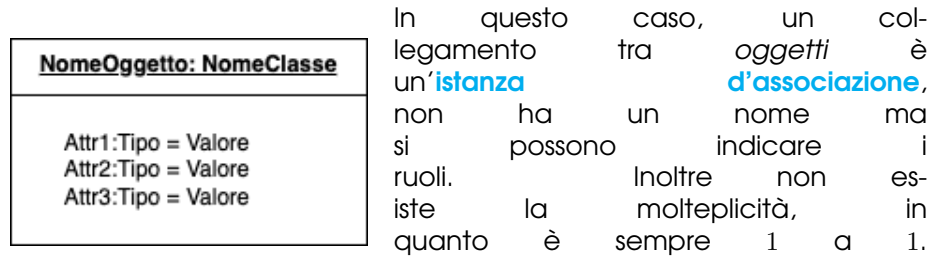 NomeOggetto: NomeClasse
Attr1:Tipo = Valore
Attr2:Tipo = Valore
Attr3:Tipo = Valore
In questo caso, un col-
legamento tra oggetti è
un'istanza d'associazione,
non ha un nome ma
si possono indicare i
ruoli. Inoltre non es-
iste la molteplicità, in
quanto è sempre 1 a 1.